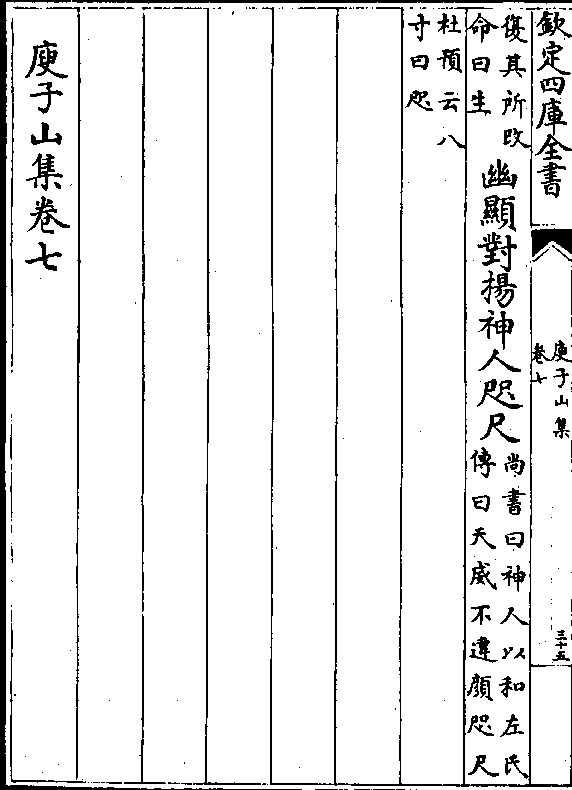 欽定四庫全書
庾子山集
卷七
三十五
復其所改
命曰生
幽顯對揚神人咫尺
尚書曰神人以和左氏
傳曰天威不違顔咫尺
杜預云八
寸曰咫
庾子山集卷七